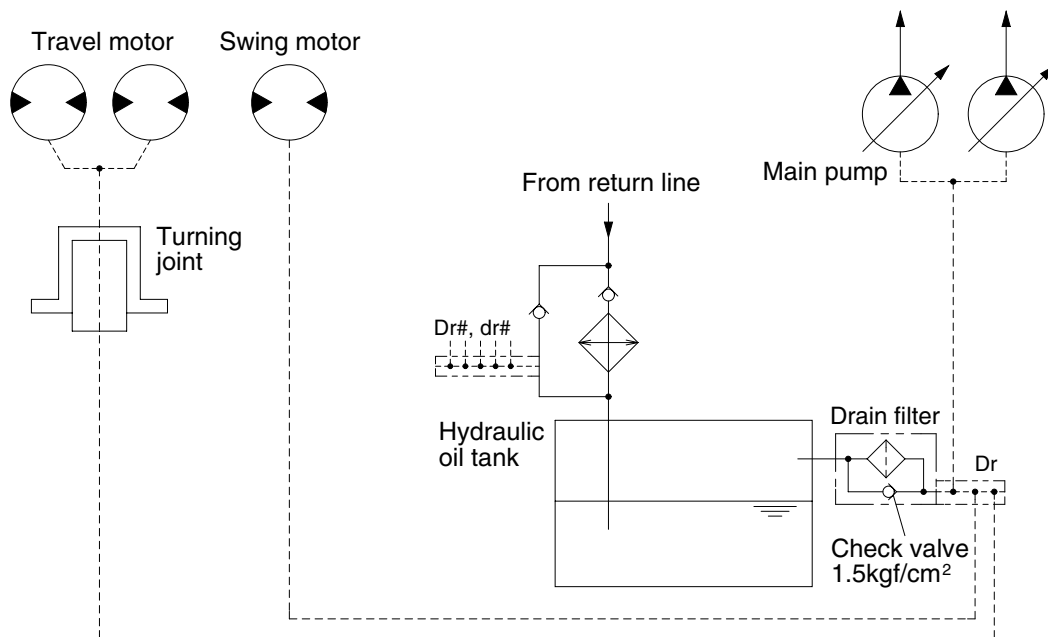 Travel motor
Swing motor
Main pump
From return line
Turning
joint
Dr#, dr#
Hydraulic
oil tank
Drain filter
Dr
Check valve
1.5kgf/cm²